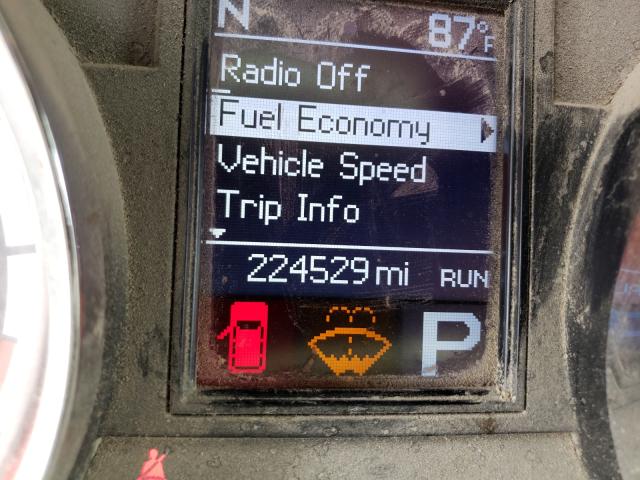 N 87°F
Radio Off
Fuel Economy
Vehicle Speed
Trip Info
224529 mi RUN
P